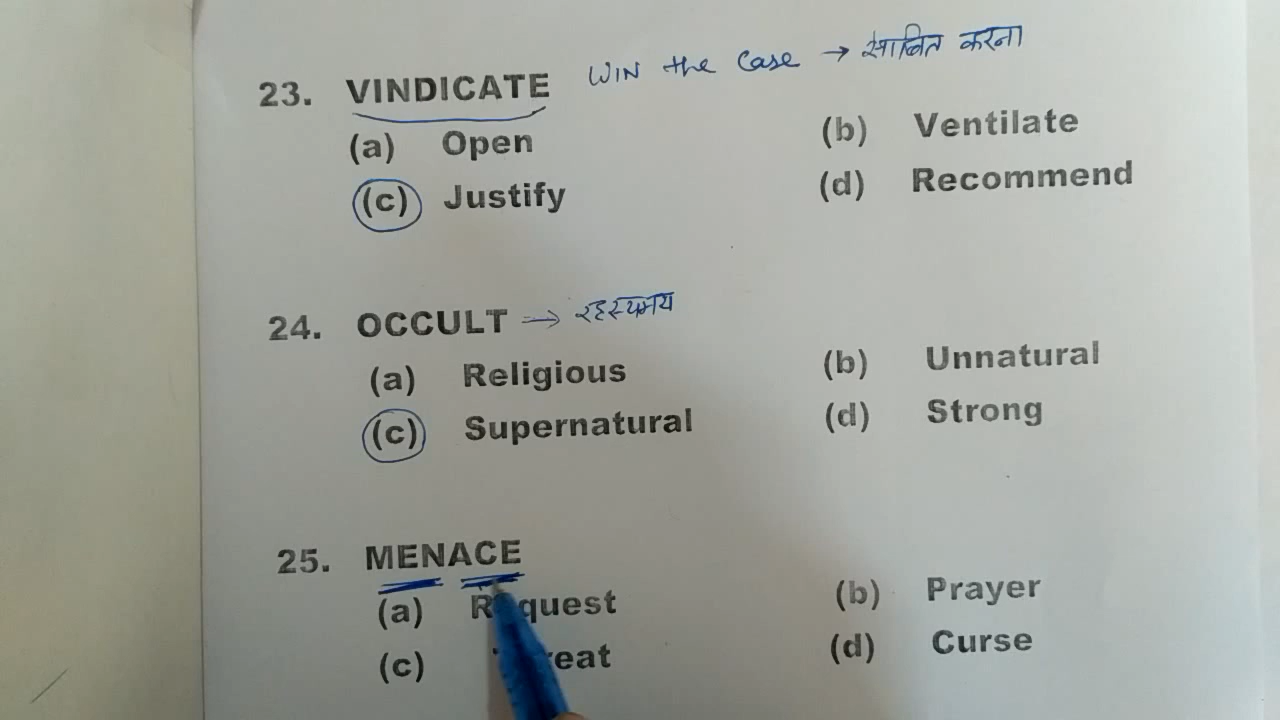 23. VINDICATE WIN the Case → साबित करना
(a) Open (b) Ventilate
(c) Justify (d) Recommend
24. OCCULT → रहस्यमय
(a) Religious (b) Unnatural
(c) Supernatural (d) Strong
25. MENACE
(a) Request (b) Prayer
(c) (d) Curse